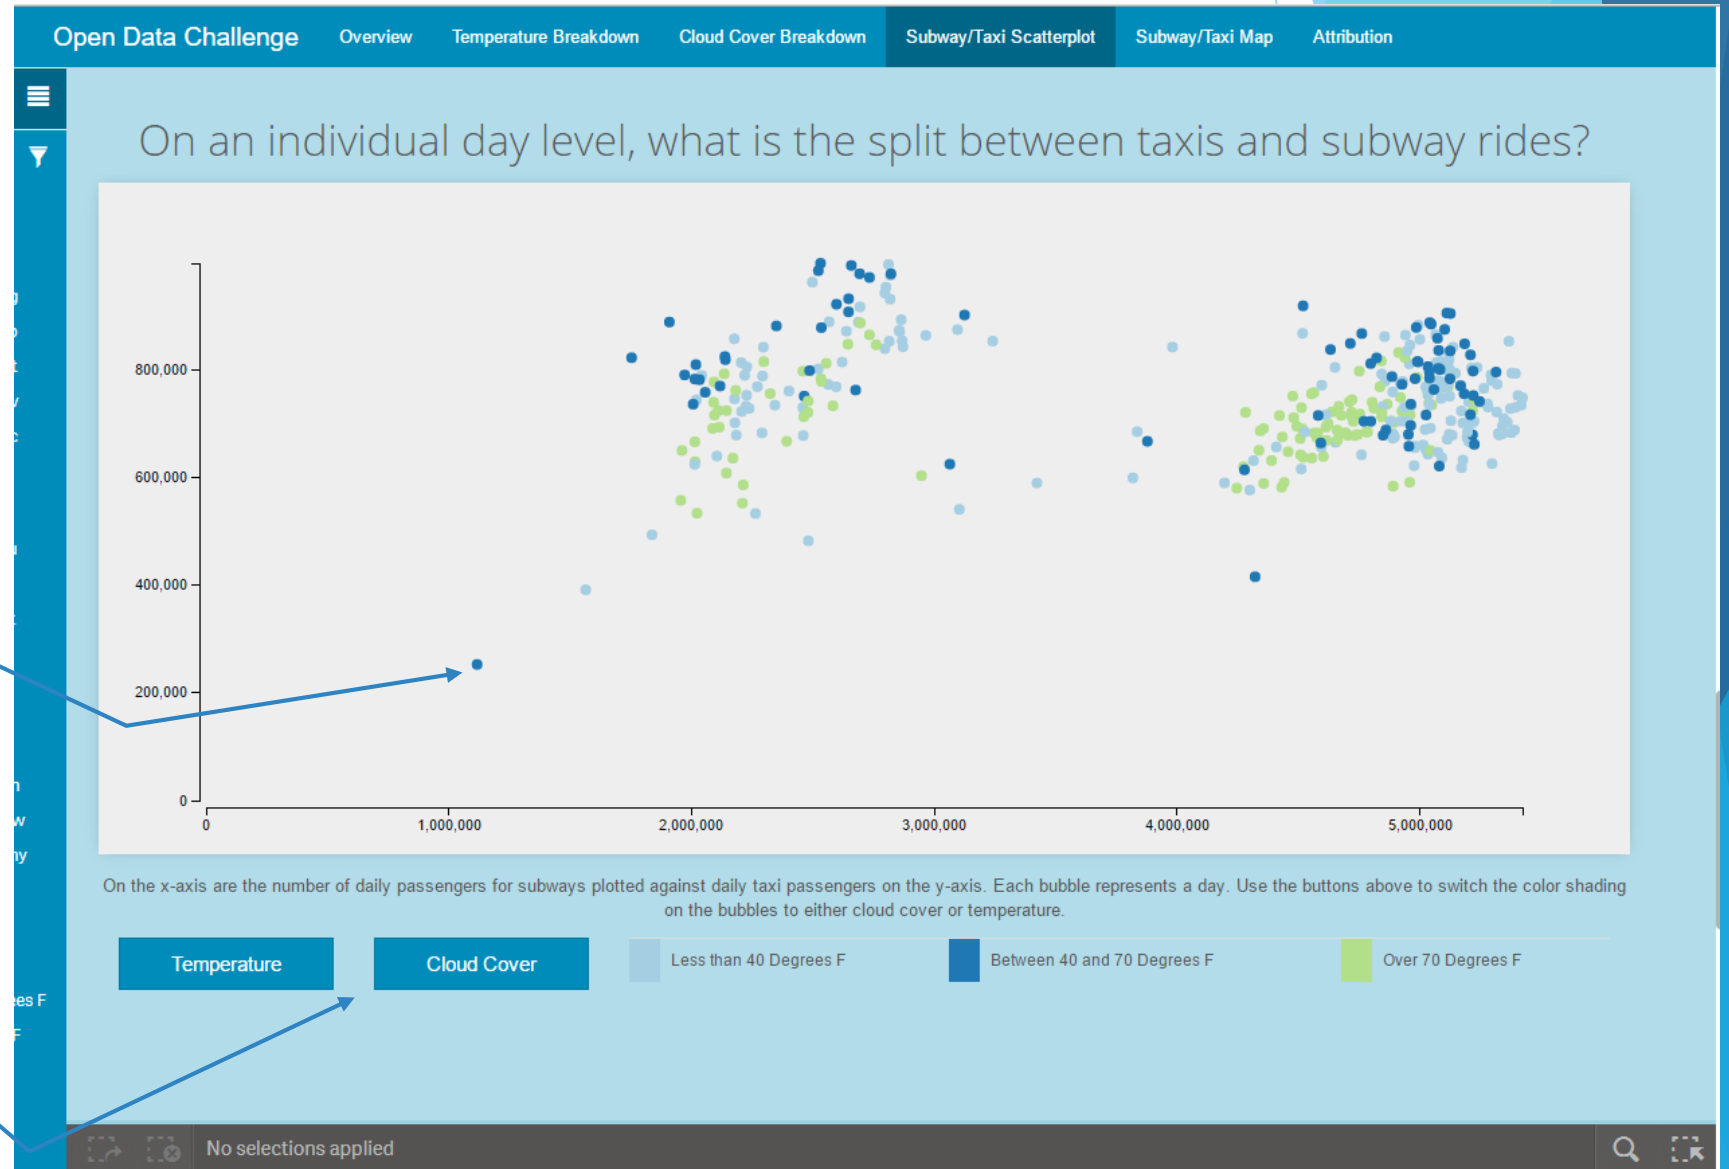 Open Data Challenge Overview Temperature Breakdown Cloud Cover Breakdown Subway/Taxi Scatterplot Subway/Taxi Map Attribution
On an individual day level, what is the split between taxis and subway rides?
800,000
600,000
400,000
200,000
0
0 1,000,000 2,000,000 3,000,000 4,000,000 5,000,000
On the x-axis are the number of daily passengers for subways plotted against daily taxi passengers on the y-axis. Each bubble represents a day. Use the buttons above to switch the color shading
on the bubbles to either cloud cover or temperature.
Temperature Cloud Cover Less than 40 Degrees F Between 40 and 70 Degrees F Over 70 Degrees F
ees F
F
No selections applied